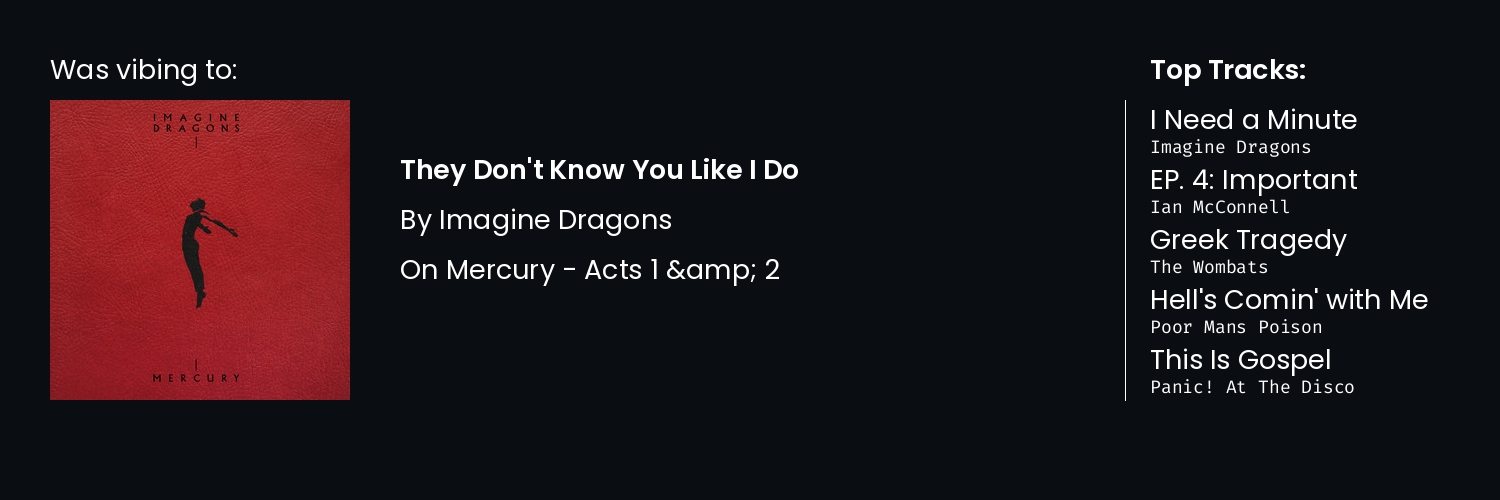 Was vibing to:
IMAGINE
DRAGONS
MERCURY
They Don't Know You Like I Do
By Imagine Dragons
On Mercury - Acts 1 &amp; 2
Top Tracks:
I Need a Minute
Imagine Dragons
EP. 4: Important
Ian McConnell
Greek Tragedy
The Wombats
Hell's Comin' with Me
Poor Mans Poison
This Is Gospel
Panic! At The Disco